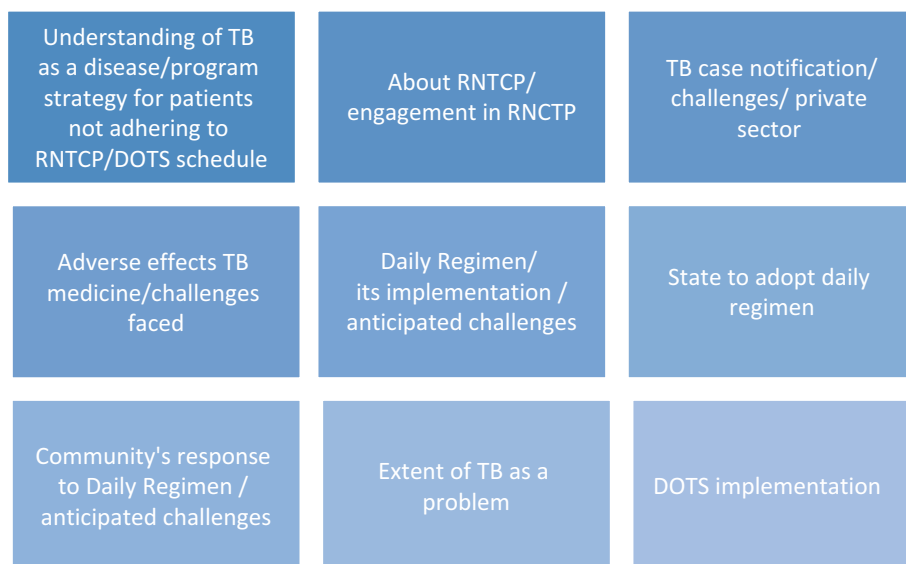 Understanding of TB
as a disease/program
strategy for patients
not adhering to
RNTCP/DOTS schedule
About RNTCP/
engagement in RNCTP
TB case notification/
challenges/ private
sector
Adverse effects TB
medicine/challenges
faced
Daily Regimen/
its implementation /
anticipated challenges
State to adopt daily
regimen
Community's response
to Daily Regimen /
anticipated challenges
Extent of TB as a
problem
DOTS implementation